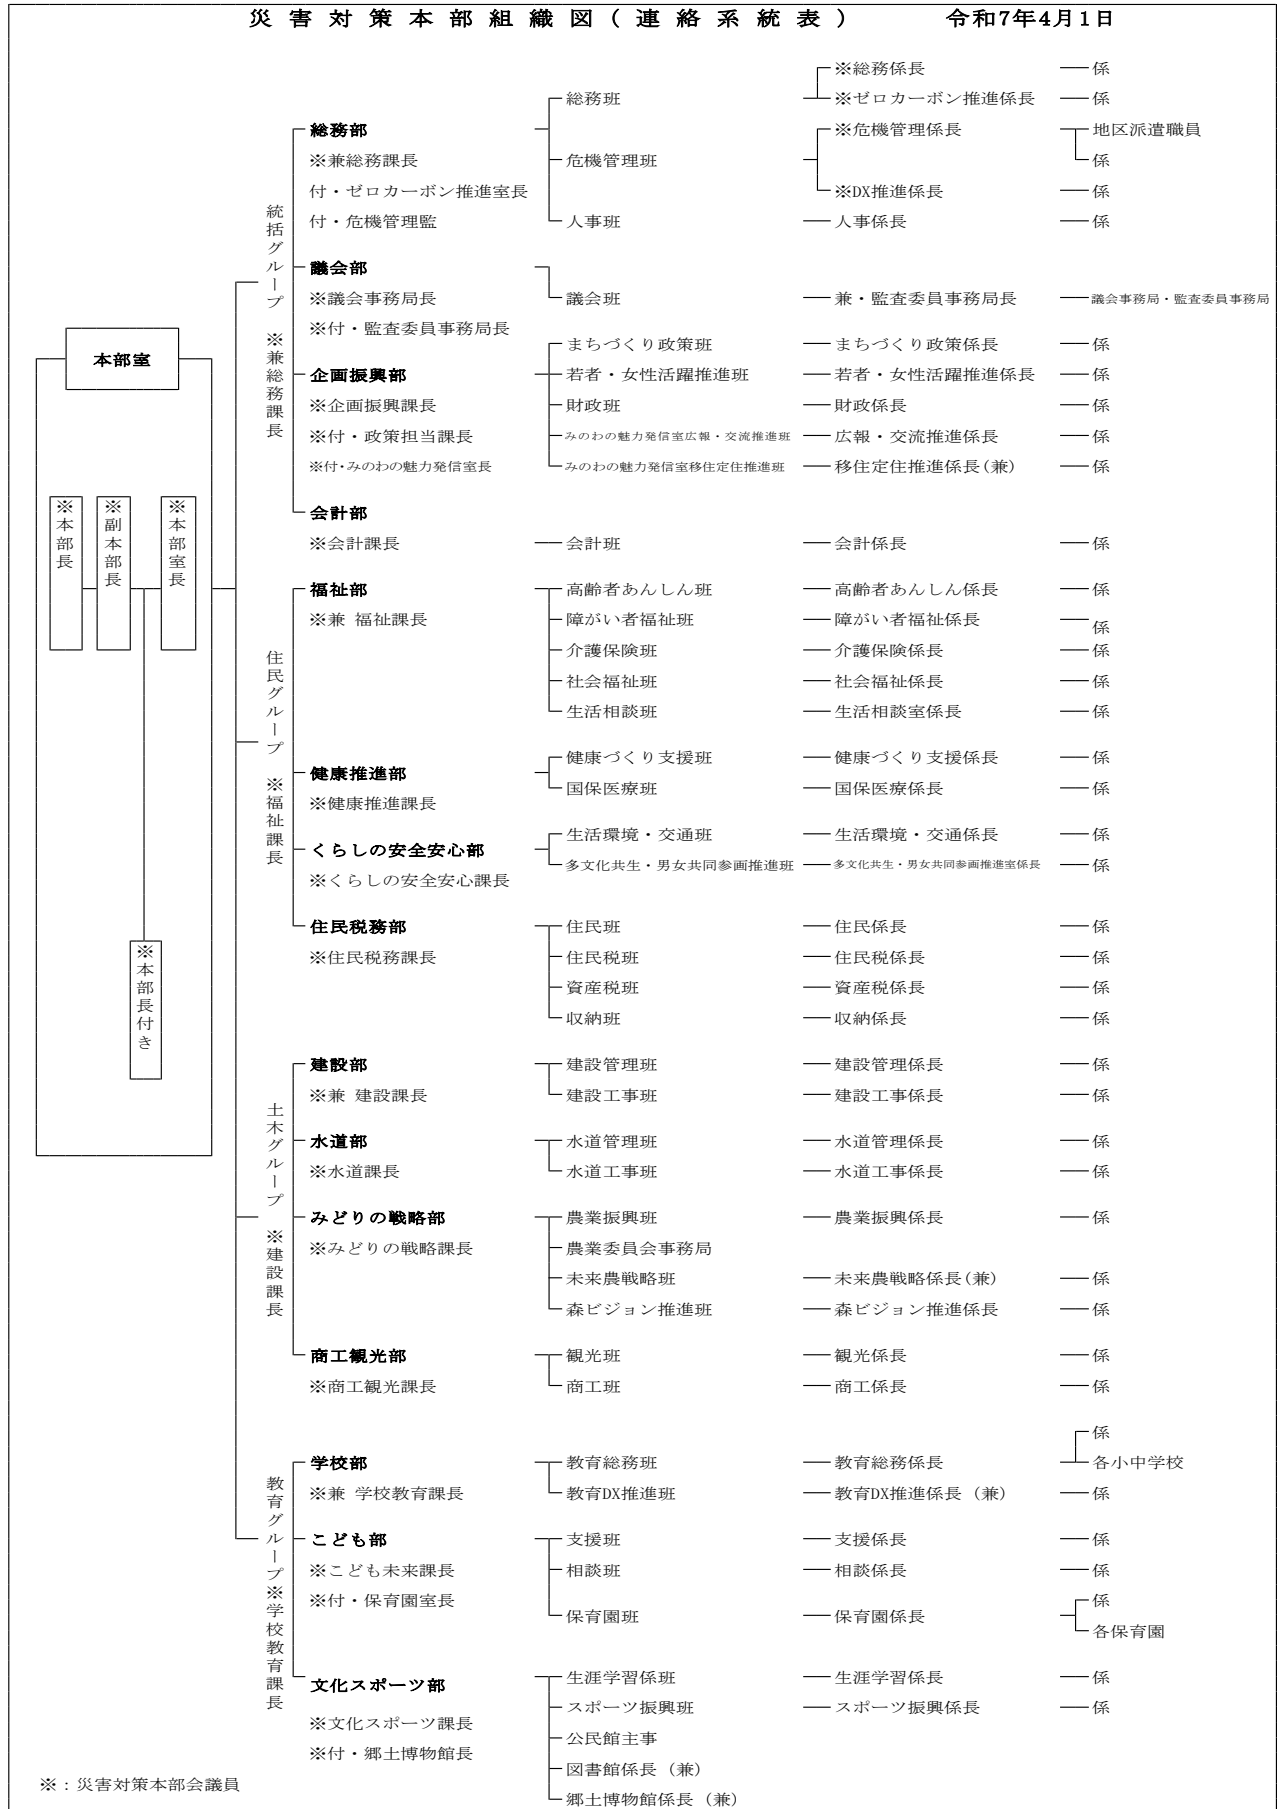 災害対策本部組織図(連絡系統表) 令和7年4月1日
※総務係長 係
総務班 ※ゼロカーボン推進係長 係
総務部 ※危機管理係長 地区派遣職員
※兼総務課長 危機管理班 係
付・ゼロカーボン推進室長 ※DX推進係長 係
付・危機管理監 人事班 人事係長 係
統括グループ ※兼総務課長
議会部
※議会事務局長 議会班 兼・監査委員事務局長 議会事務局・監査委員事務局
※付・監査委員事務局長
まちづくり政策班 まちづくり政策係長 係
本部室
企画振興部 若者・女性活躍推進班 若者・女性活躍推進係長 係
※企画振興課長 財政班 財政係長 係
※付・政策担当課長 みのわの魅力発信室広報・交流推進班 広報・交流推進係長 係
※付・みのわの魅力発信室長 みのわの魅力発信室移住定住推進班 移住定住推進係長(兼) 係
会計部
※会計課長 会計班 会計係長 係
※本部長
※副本部長
※本部室長
福祉部 高齢者あんしん班 高齢者あんしん係長 係
※兼 福祉課長 障がい者福祉班 障がい者福祉係長 係
介護保険班 介護保険係長 係
社会福祉班 社会福祉係長 係
生活相談班 生活相談室係長 係
住民グループ ※福祉課長
健康づくり支援班 健康づくり支援係長 係
健康推進部
国保医療班 国保医療係長 係
※健康推進課長
生活環境・交通班 生活環境・交通係長 係
くらしの安全安心部
多文化共生・男女共同参画推進班 多文化共生・男女共同参画推進室係長 係
※くらしの安全安心課長
住民税務部 住民班 住民係長 係
※住民税務課長 住民税班 住民税係長 係
資産税班 資産税係長 係
収納班 収納係長 係
※本部長付き
建設部 建設管理班 建設管理係長 係
※兼 建設課長 建設工事班 建設工事係長 係
土木グループ ※建設課長
水道部 水道管理班 水道管理係長 係
※水道課長 水道工事班 水道工事係長 係
みどりの戦略部 農業振興班 農業振興係長 係
※みどりの戦略課長 農業委員会事務局
未来農戦略班 未来農戦略係長(兼) 係
森ビジョン推進班 森ビジョン推進係長 係
商工観光部 観光班 観光係長 係
※商工観光課長 商工班 商工係長 係
係
学校部 教育総務班 教育総務係長 各小中学校
※兼 学校教育課長 教育DX推進班 教育DX推進係長(兼) 係
教育グループ※学校教育課長
こども部 支援班 支援係長 係
※こども未来課長 相談班 相談係長 係
※付・保育園室長 係
保育園班 保育園係長
各保育園
文化スポーツ部 生涯学習係班 生涯学習係長 係
スポーツ振興班 スポーツ振興係長 係
※文化スポーツ課長
公民館主事
※付・郷土博物館長
図書館係長(兼)
※:災害対策本部会議員
郷土博物館係長(兼)